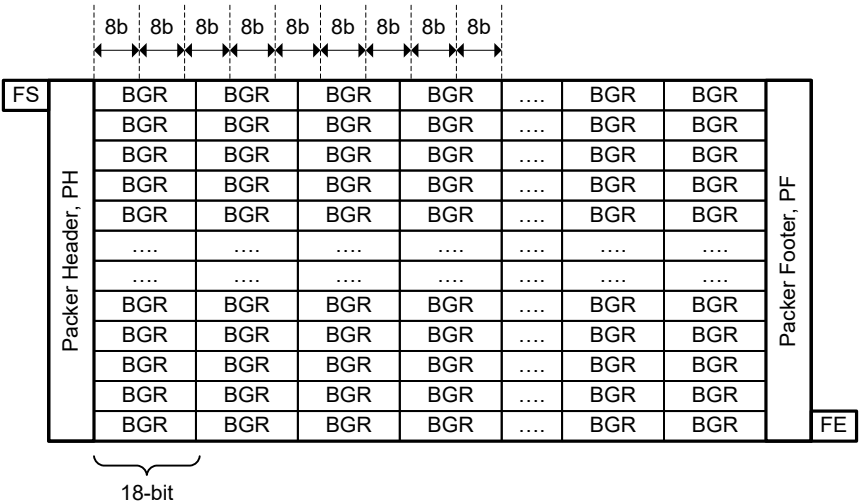 8b 8b 8b 8b 8b 8b 8b 8b 8b
FS BGR BGR BGR BGR .... BGR BGR
BGR BGR BGR BGR .... BGR BGR
BGR BGR BGR BGR .... BGR BGR
BGR BGR BGR BGR .... BGR BGR
BGR BGR BGR BGR .... BGR BGR
.... .... .... .... .... .... ....
.... .... .... .... .... .... ....
BGR BGR BGR BGR .... BGR BGR
BGR BGR BGR BGR .... BGR BGR
BGR BGR BGR BGR .... BGR BGR
BGR BGR BGR BGR .... BGR BGR
BGR BGR BGR BGR .... BGR BGR FE
Packer Header, PH
Packer Footer, PF
18-bit